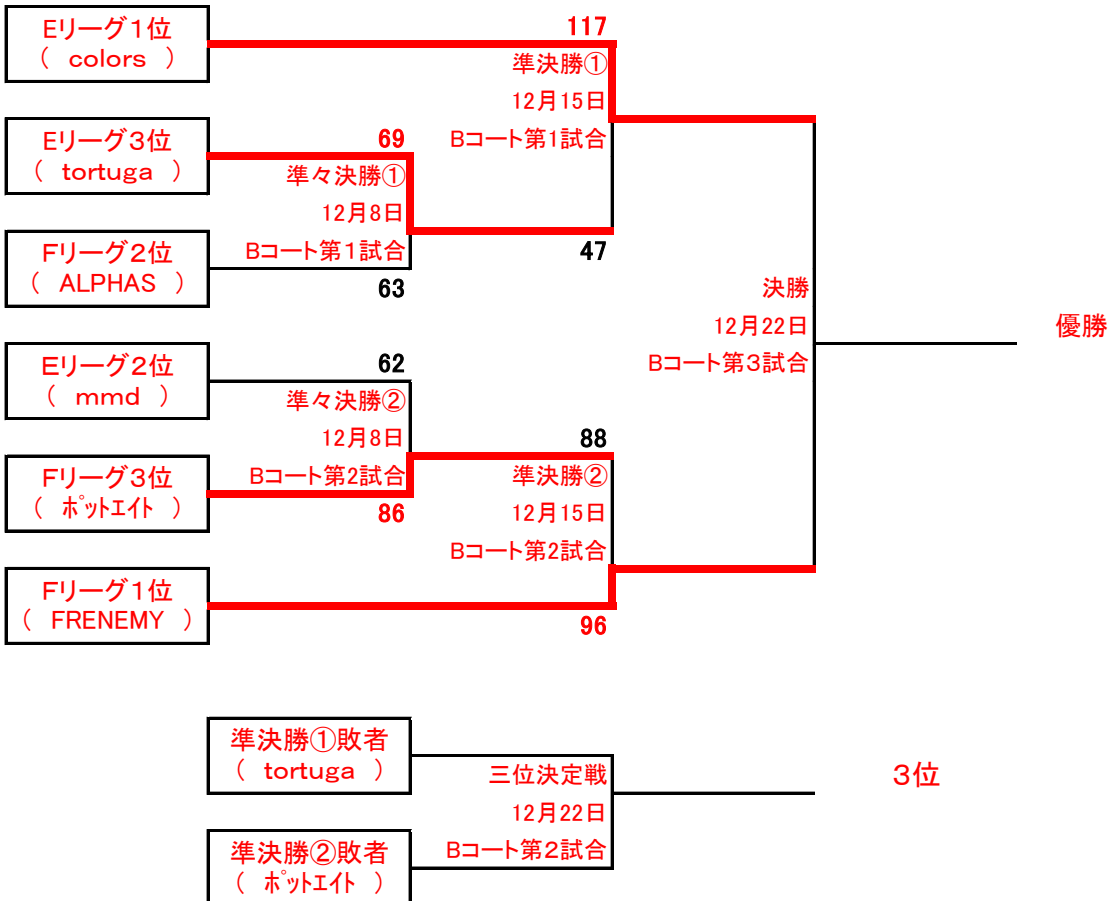 Eリーグ１位
（　colors　）
117
準決勝①
12月15日
Bコート第1試合
Eリーグ3位
（　tortuga　）
69
準々決勝①
12月8日
Bコート第１試合
47
Fリーグ２位
（　ALPHAS　）
63
決勝
12月22日
Bコート第３試合
優勝
Eリーグ２位
（　mmd　）
62
準々決勝②
12月8日
Bコート第2試合
88
Fリーグ３位
（　ﾎﾟｯﾄｴｲﾄ　）
86
準決勝②
12月15日
Bコート第2試合
Fリーグ１位
（　FRENEMY　）
96
準決勝①敗者
（　tortuga　）
三位決定戦
12月22日
Bコート第２試合
３位
準決勝②敗者
（　ﾎﾟｯﾄｴｲﾄ　）